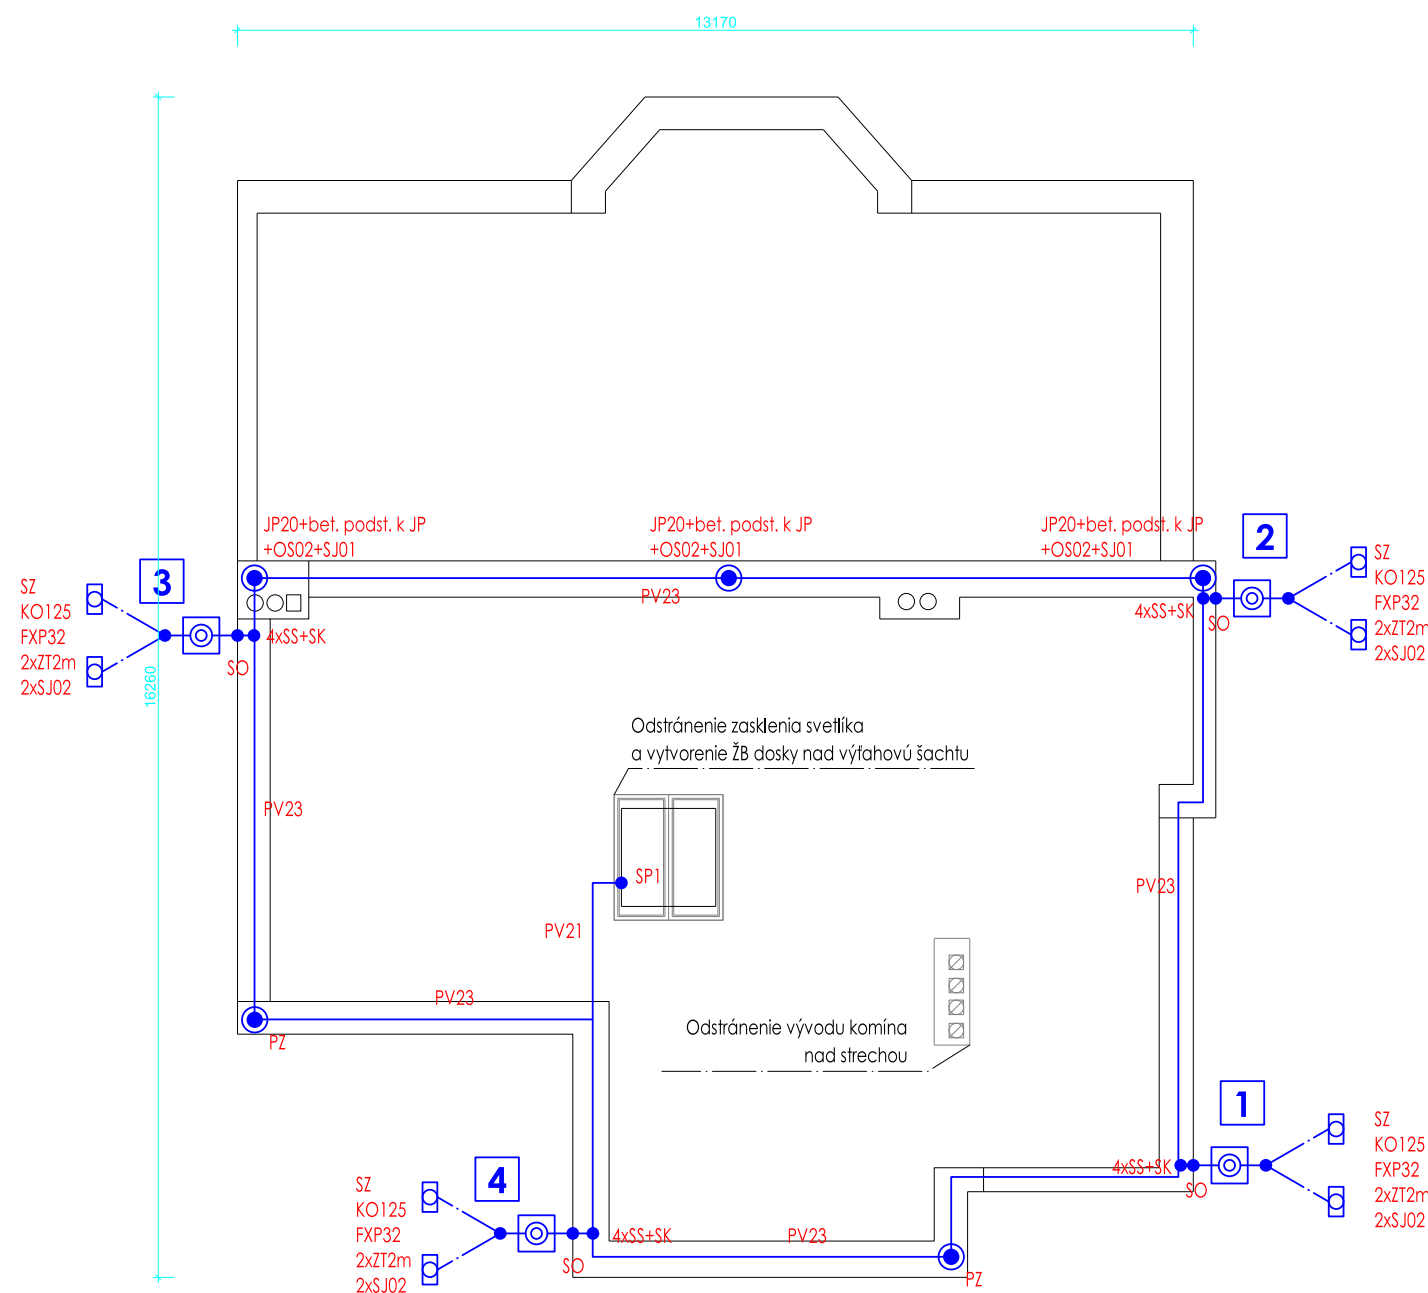 13170
JP20+bet. podst. k JP
+OS02+SJ01
JP20+bet. podst. k JP
+OS02+SJ01
JP20+bet. podst. k JP
+OS02+SJ01
2
SZ
KO125
FXP32
2xZT2m
2xSJ02
3
SZ
KO125
FXP32
2xZT2m
2xSJ02
PV23
4xSS+SK
SO
4xSS+SK
SO
16260
Odstránenie zasklenia svetlíka
a vytvorenie ŽB dosky nad výťahovú šachtu
PV23
SP1
PV23
PV21
PV23
PZ
Odstránenie vývodu komína
nad strechou
1
SZ
KO125
FXP32
2xZT2m
2xSJ02
4xSS+SK
SO
4
SZ
KO125
FXP32
2xZT2m
2xSJ02
4xSS+SK
SO
PV23
PZ